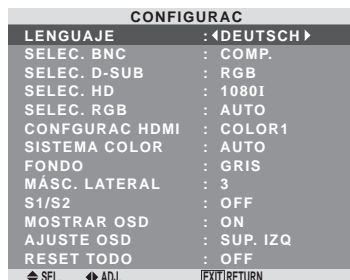 CONFIGURAC
LENGUAJE : ◀DEUTSCH▶
SELEC. BNC : COMP.
SELEC. D-SUB : RGB
SELEC. HD : 1080I
SELEC. RGB : AUTO
CONFGURAC HDMI : COLOR1
SISTEMA COLOR : AUTO
FONDO : GRIS
MÁSC. LATERAL : 3
S1/S2 : OFF
MOSTRAR OSD : ON
AJUSTE OSD : SUP. IZQ
RESET TODO : OFF
SEL. ADJ. EXIT RETURN